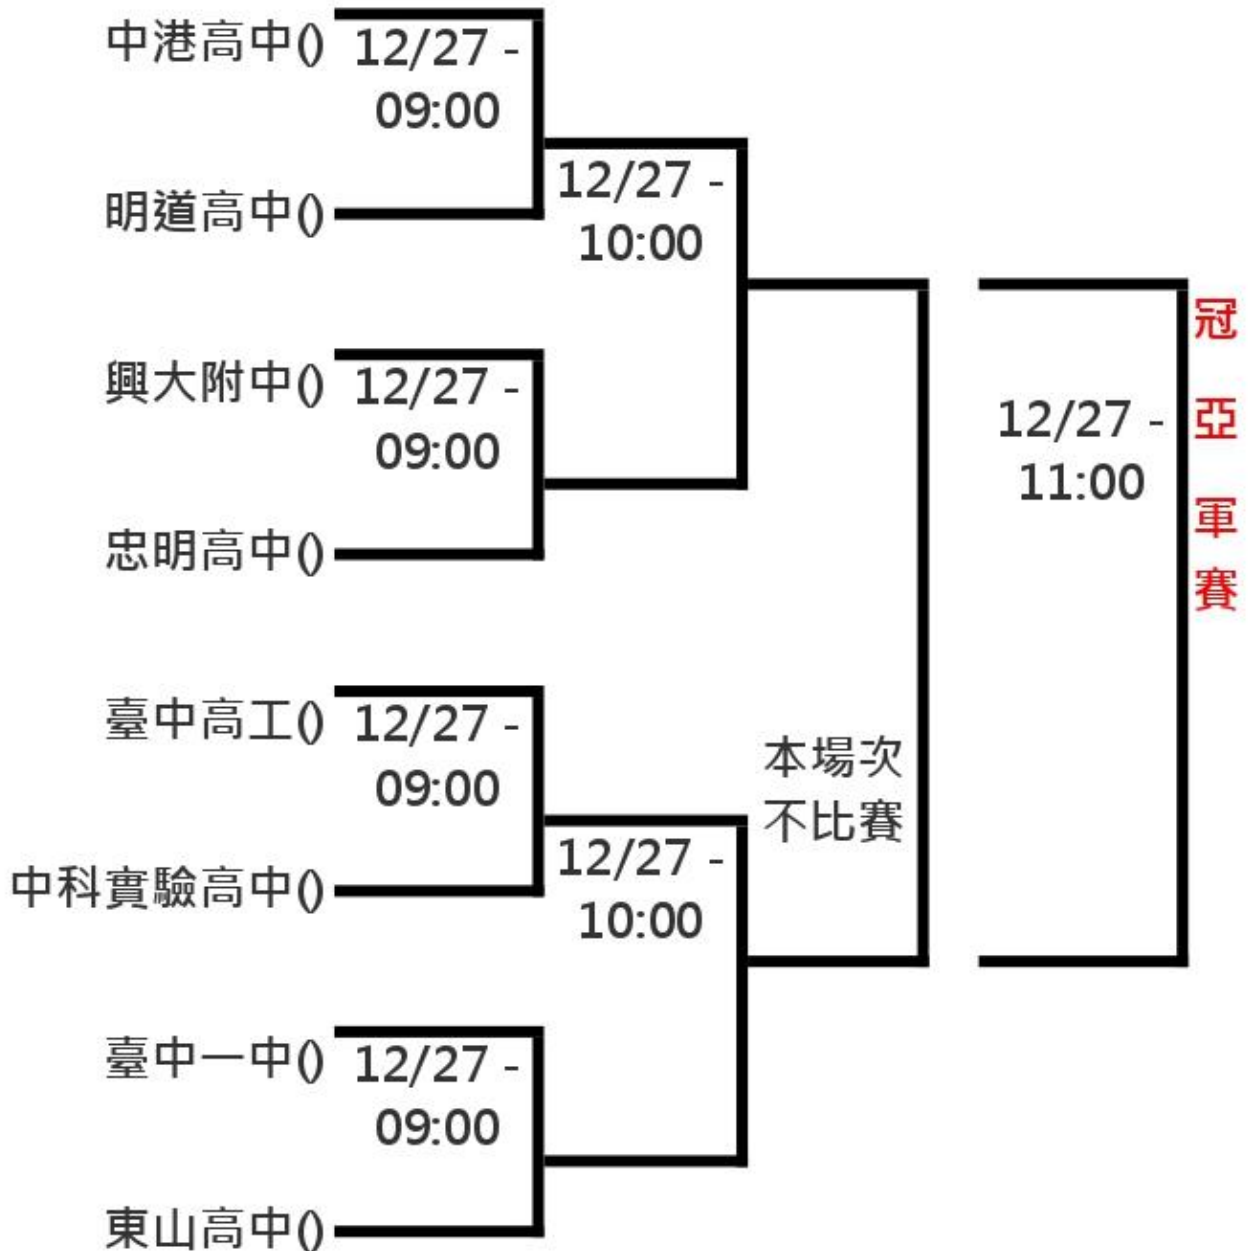 中港高中()
12/27 -
09:00
明道高中()
12/27 -
10:00
興大附中()
12/27 -
09:00
忠明高中()
臺中高工()
12/27 -
09:00
中科實驗高中()
12/27 -
10:00
臺中一中()
12/27 -
09:00
東山高中()
本場次
不比賽
12/27 -
11:00
冠
亞
軍
賽